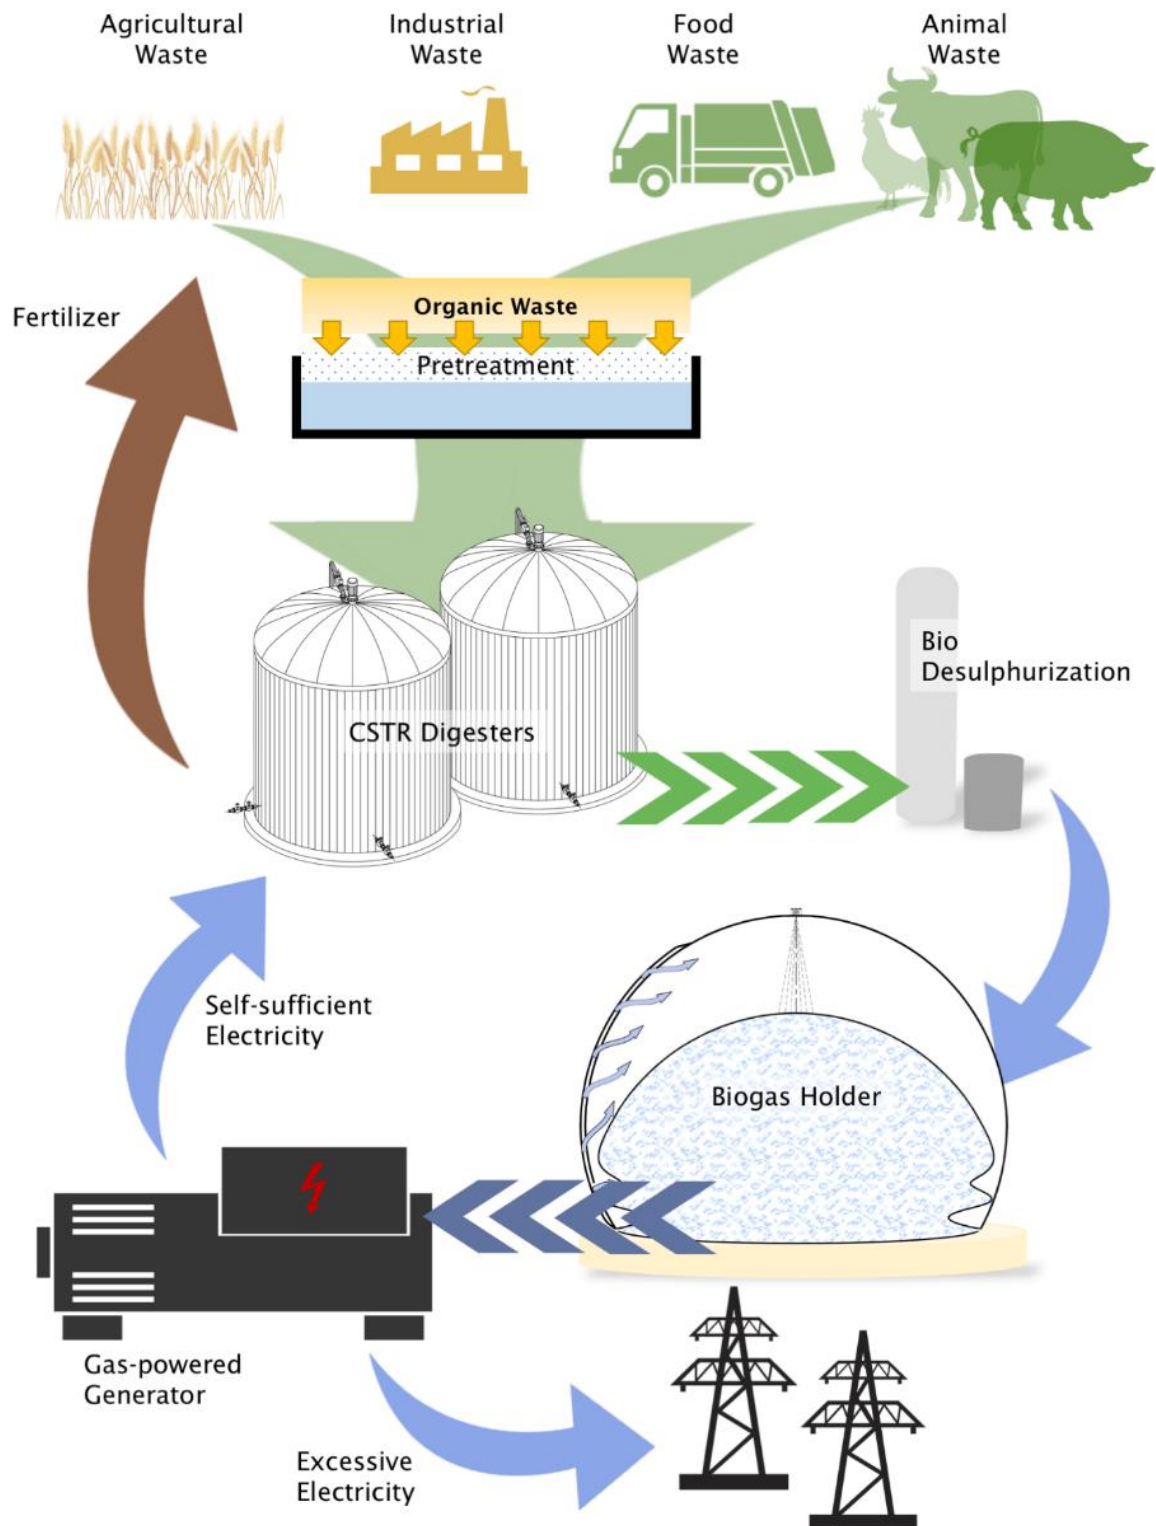 Agricultural
Waste
Industrial
Waste
Food
Waste
Animal
Waste
Fertilizer
Organic Waste
Pretreatment
Bio
Desulphurization
CSTR Digesters
Self-sufficient
Electricity
Biogas Holder
Gas-powered
Generator
Excessive
Electricity